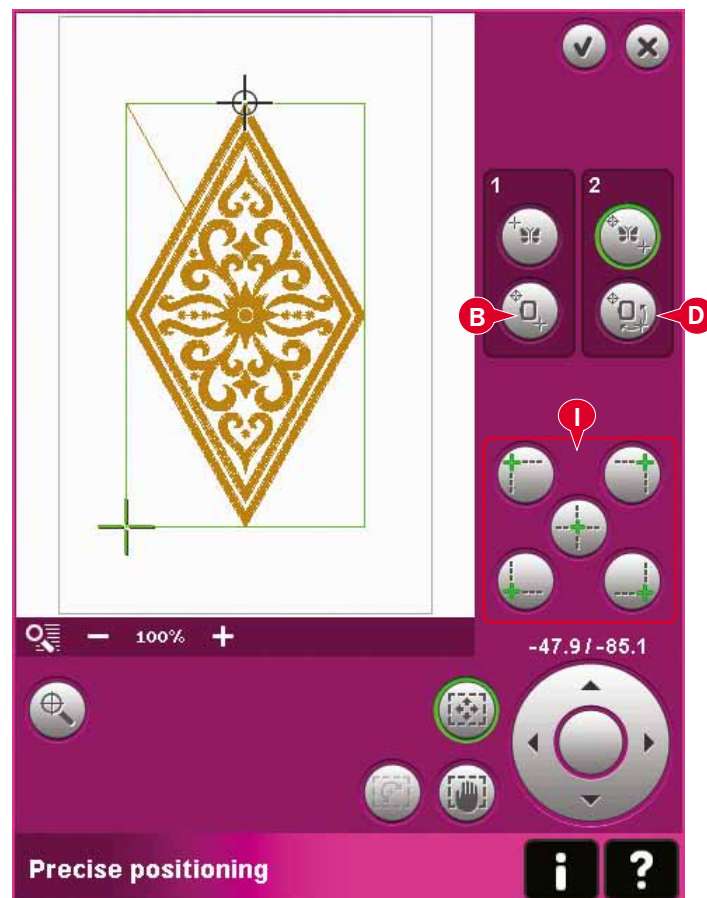 1 2
B D
I
100%
-47.9/-85.1
Precise positioning
i ?